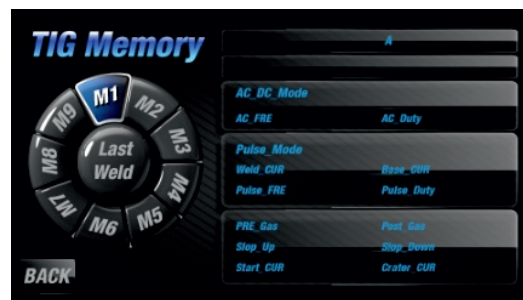 TIG Memory
M1
M2
M3
M4
M5
M6
M7
M8
M9
Last
Weld
BACK
A
AC_DC_Mode
AC_FRE AC_Duty
Pulse_Mode
Weld_CUR Base_CUR
Pulse_FRE Pulse_Duty
PRE_Gas Post_Gas
Slop_Up Slop_Down
Start_CUR Crater_CUR